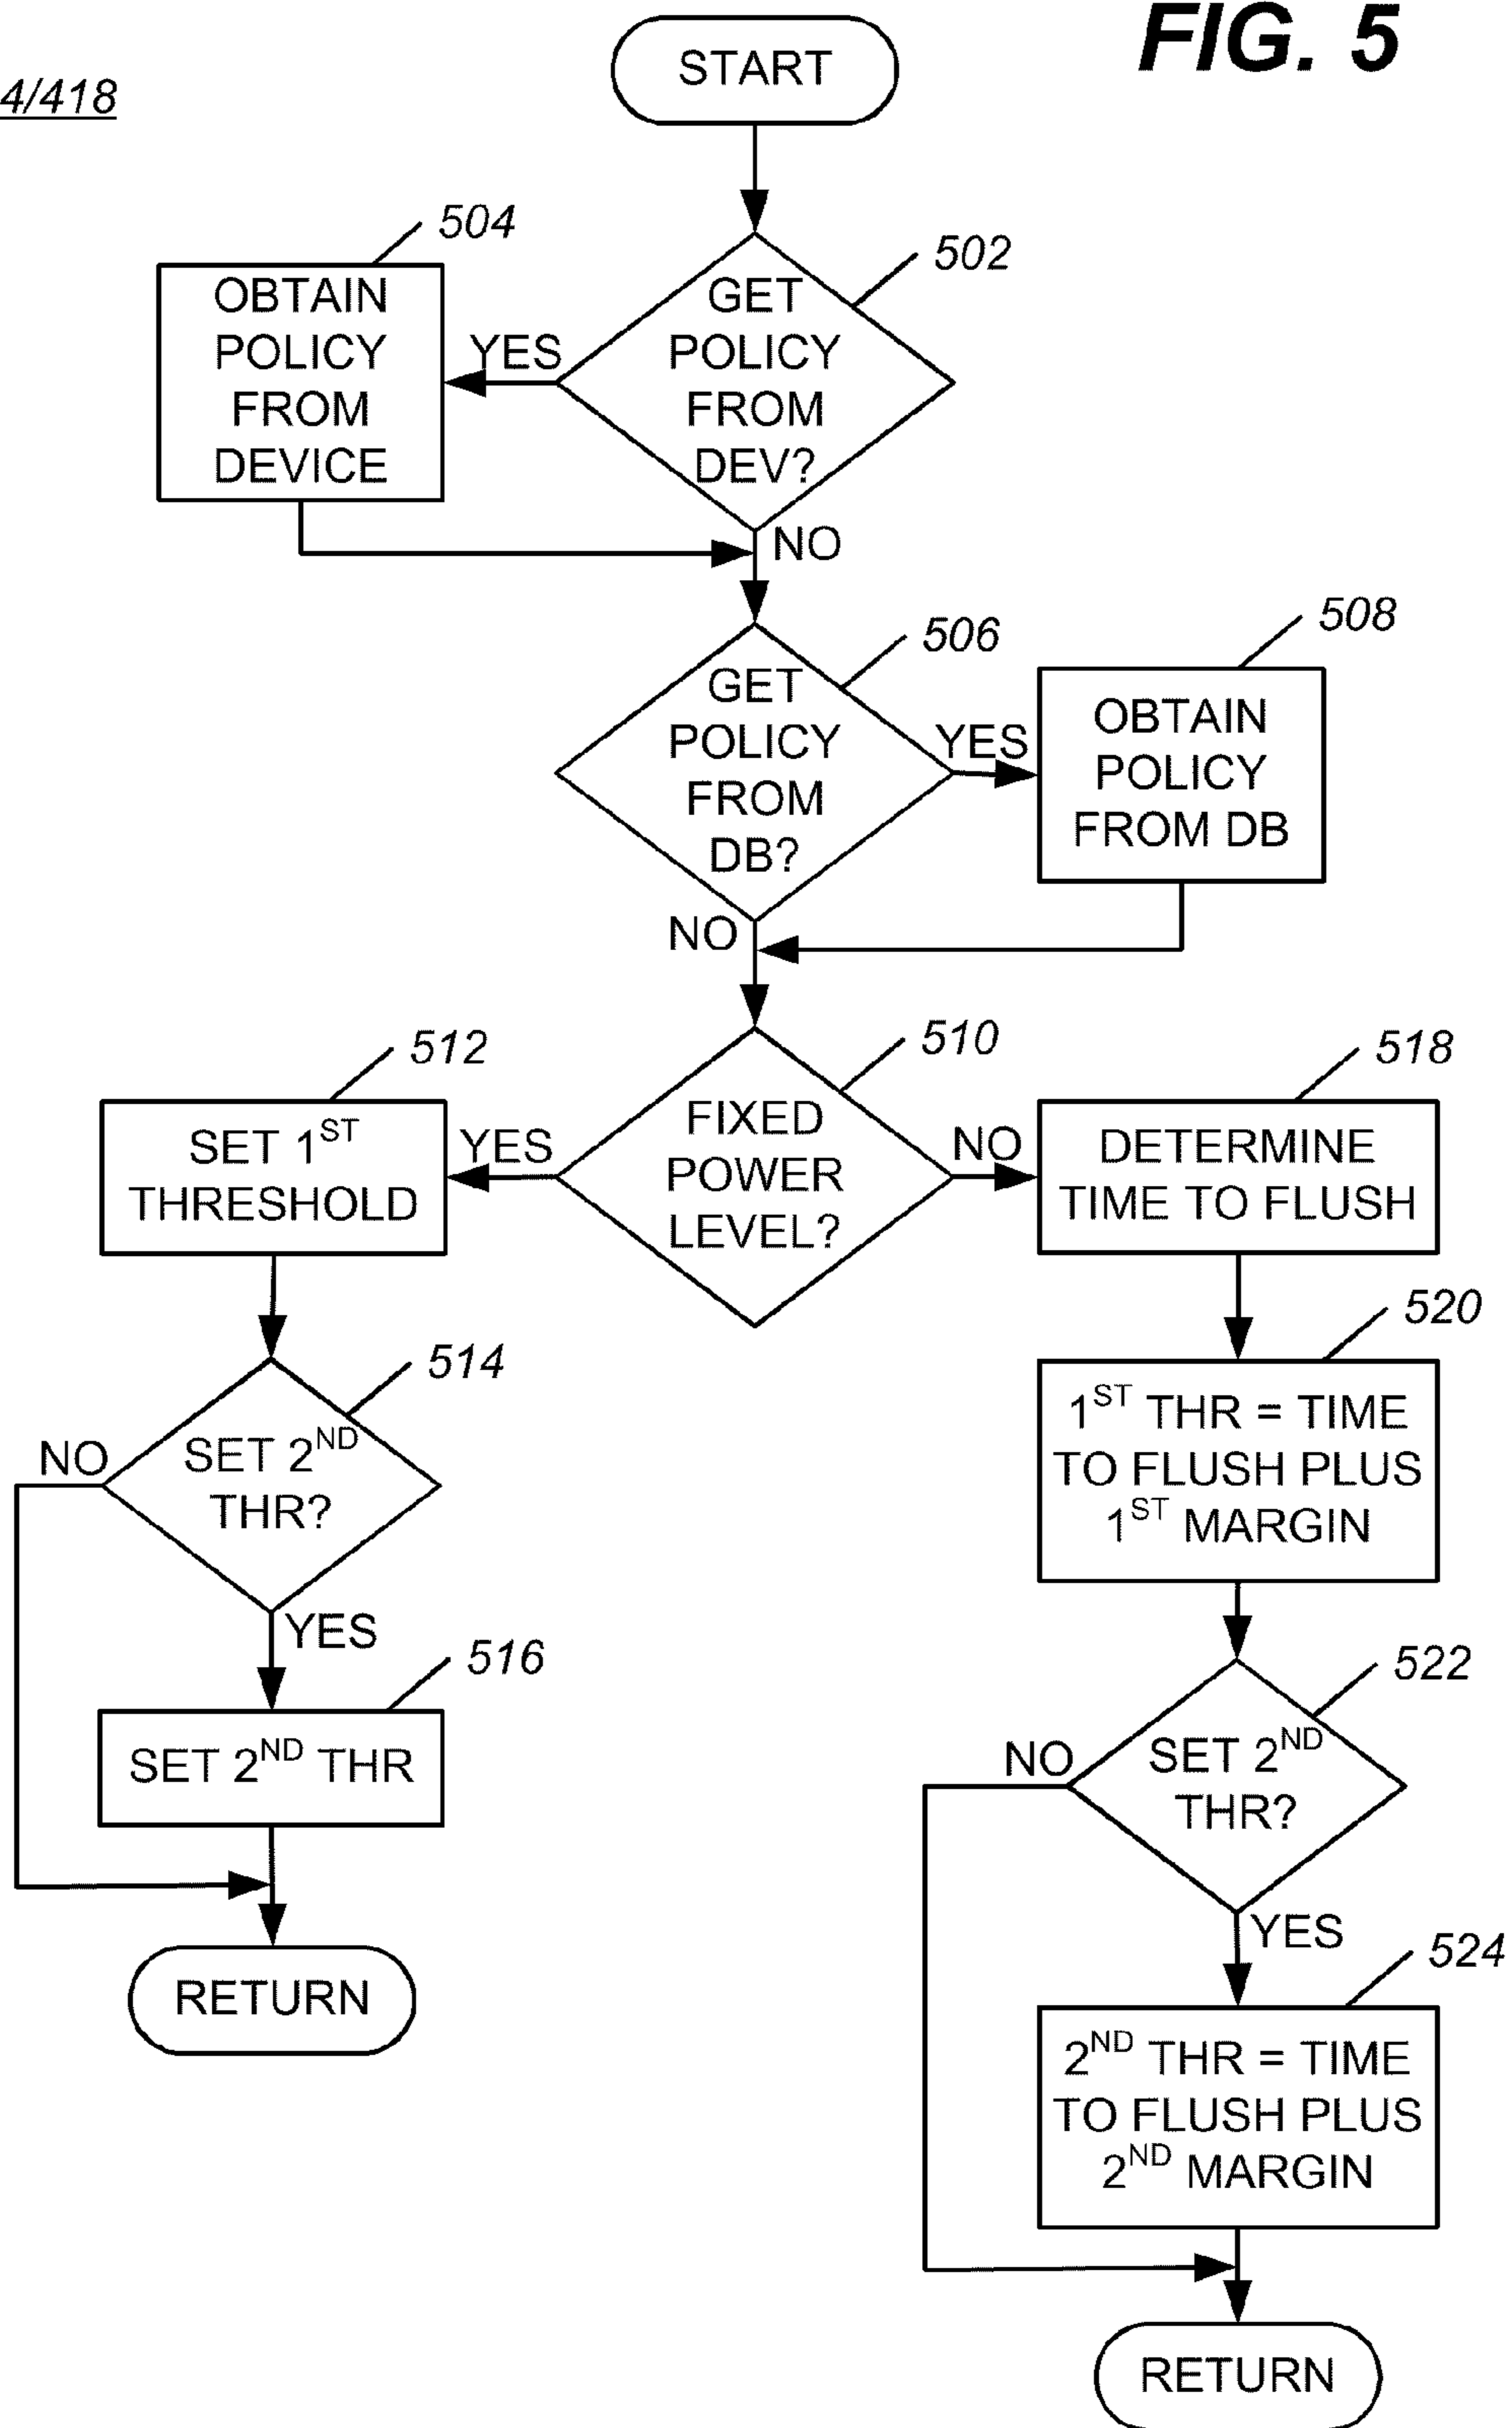 FIG. 5
4/418
START
504
502
OBTAIN
POLICY
FROM
DEVICE
YES
GET
POLICY
FROM
DEV?
NO
506
508
GET
POLICY
FROM
DB?
YES
OBTAIN
POLICY
FROM DB
NO
512
510
518
SET 1ST
THRESHOLD
YES
FIXED
POWER
LEVEL?
NO
DETERMINE
TIME TO FLUSH
514
520
NO
SET 2ND
THR?
1ST THR = TIME
TO FLUSH PLUS
1ST MARGIN
YES
516
522
SET 2ND THR
NO
SET 2ND
THR?
YES
524
RETURN
2ND THR = TIME
TO FLUSH PLUS
2ND MARGIN
RETURN